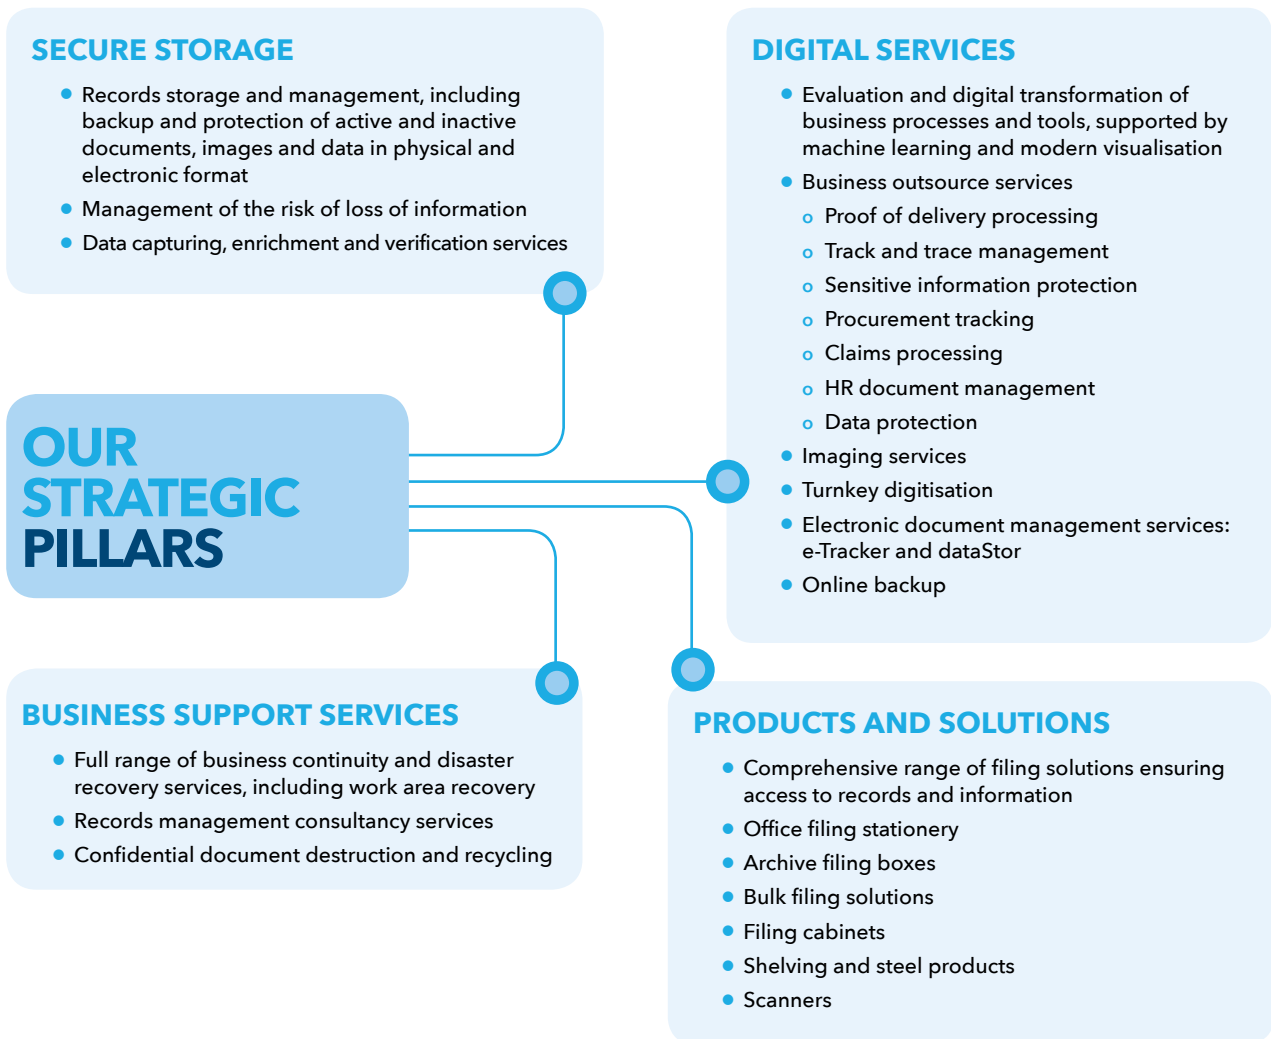 SECURE STORAGE
● Records storage and management, including
backup and protection of active and inactive
documents, images and data in physical and
electronic format
● Management of the risk of loss of information
● Data capturing, enrichment and verification services
DIGITAL SERVICES
● Evaluation and digital transformation of
business processes and tools, supported by
machine learning and modern visualisation
● Business outsource services
o Proof of delivery processing
o Track and trace management
o Sensitive information protection
o Procurement tracking
o Claims processing
o HR document management
o Data protection
● Imaging services
● Turnkey digitisation
● Electronic document management services:
e-Tracker and dataStor
● Online backup
OUR
STRATEGIC
PILLARS
BUSINESS SUPPORT SERVICES
● Full range of business continuity and disaster
recovery services, including work area recovery
● Records management consultancy services
● Confidential document destruction and recycling
PRODUCTS AND SOLUTIONS
● Comprehensive range of filing solutions ensuring
access to records and information
● Office filing stationery
● Archive filing boxes
● Bulk filing solutions
● Filing cabinets
● Shelving and steel products
● Scanners